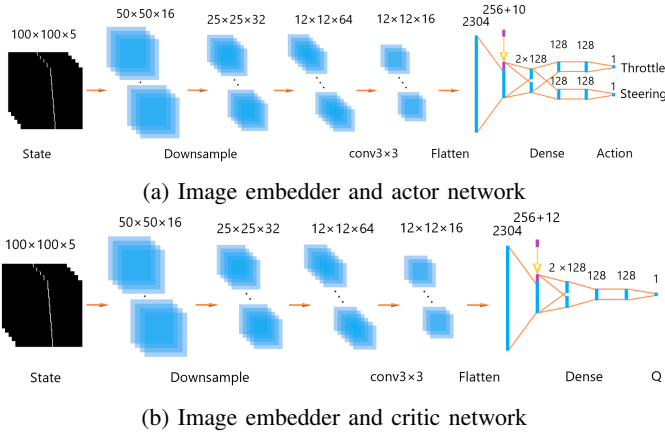 256+10
50×50×16
25×25×32
12×12×64
12×12×16
2304
100×100×5
2×128
128
128
1
Throttle
128
128
1
Steering
State
Downsample
conv3×3
Flatten
Dense
Action
(a) Image embedder and actor network
256+12
50×50×16
25×25×32
12×12×64
12×12×16
2304
100×100×5
2 ×128
128
128
1
State
Downsample
conv3×3
Flatten
Dense
Q
(b) Image embedder and critic network